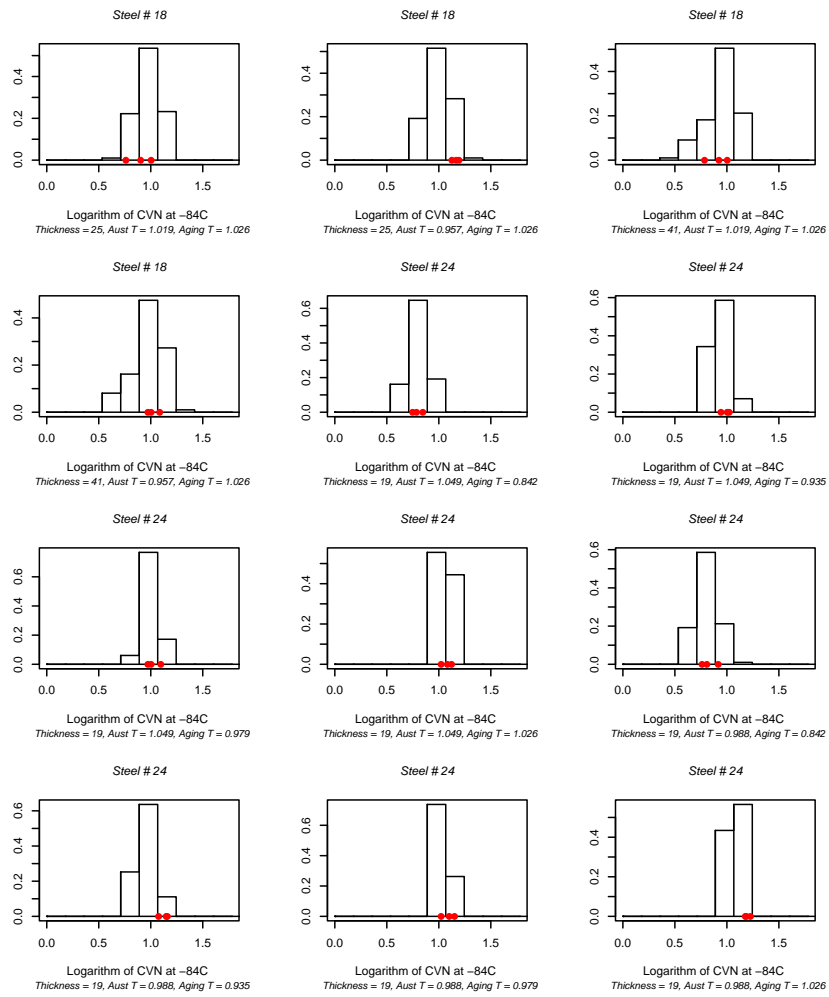 Steel # 18
Steel # 18
Steel # 18
0.0 0.2 0.4
0.0 0.2 0.4
0.0 0.2 0.4
0.0 0.5 1.0 1.5
0.0 0.5 1.0 1.5
0.0 0.5 1.0 1.5
Logarithm of CVN at −84C
Logarithm of CVN at −84C
Logarithm of CVN at −84C
Thickness = 25, Aust T = 1.019, Aging T = 1.026
Thickness = 25, Aust T = 0.957, Aging T = 1.026
Thickness = 41, Aust T = 1.019, Aging T = 1.026
Steel # 18
Steel # 24
Steel # 24
0.0 0.2 0.4
0.0 0.2 0.4 0.6
0.0 0.2 0.4 0.6
0.0 0.5 1.0 1.5
0.0 0.5 1.0 1.5
0.0 0.5 1.0 1.5
Logarithm of CVN at −84C
Logarithm of CVN at −84C
Logarithm of CVN at −84C
Thickness = 41, Aust T = 0.957, Aging T = 1.026
Thickness = 19, Aust T = 1.049, Aging T = 0.842
Thickness = 19, Aust T = 1.049, Aging T = 0.935
Steel # 24
Steel # 24
Steel # 24
0.0 0.2 0.4 0.6
0.0 0.2 0.4
0.0 0.2 0.4 0.6
0.0 0.5 1.0 1.5
0.0 0.5 1.0 1.5
0.0 0.5 1.0 1.5
Logarithm of CVN at −84C
Logarithm of CVN at −84C
Logarithm of CVN at −84C
Thickness = 19, Aust T = 1.049, Aging T = 0.979
Thickness = 19, Aust T = 1.049, Aging T = 1.026
Thickness = 19, Aust T = 0.988, Aging T = 0.842
Steel # 24
Steel # 24
Steel # 24
0.0 0.2 0.4 0.6
0.0 0.2 0.4 0.6
0.0 0.2 0.4
0.0 0.5 1.0 1.5
0.0 0.5 1.0 1.5
0.0 0.5 1.0 1.5
Logarithm of CVN at −84C
Logarithm of CVN at −84C
Logarithm of CVN at −84C
Thickness = 19, Aust T = 0.988, Aging T = 0.935
Thickness = 19, Aust T = 0.988, Aging T = 0.979
Thickness = 19, Aust T = 0.988, Aging T = 1.026